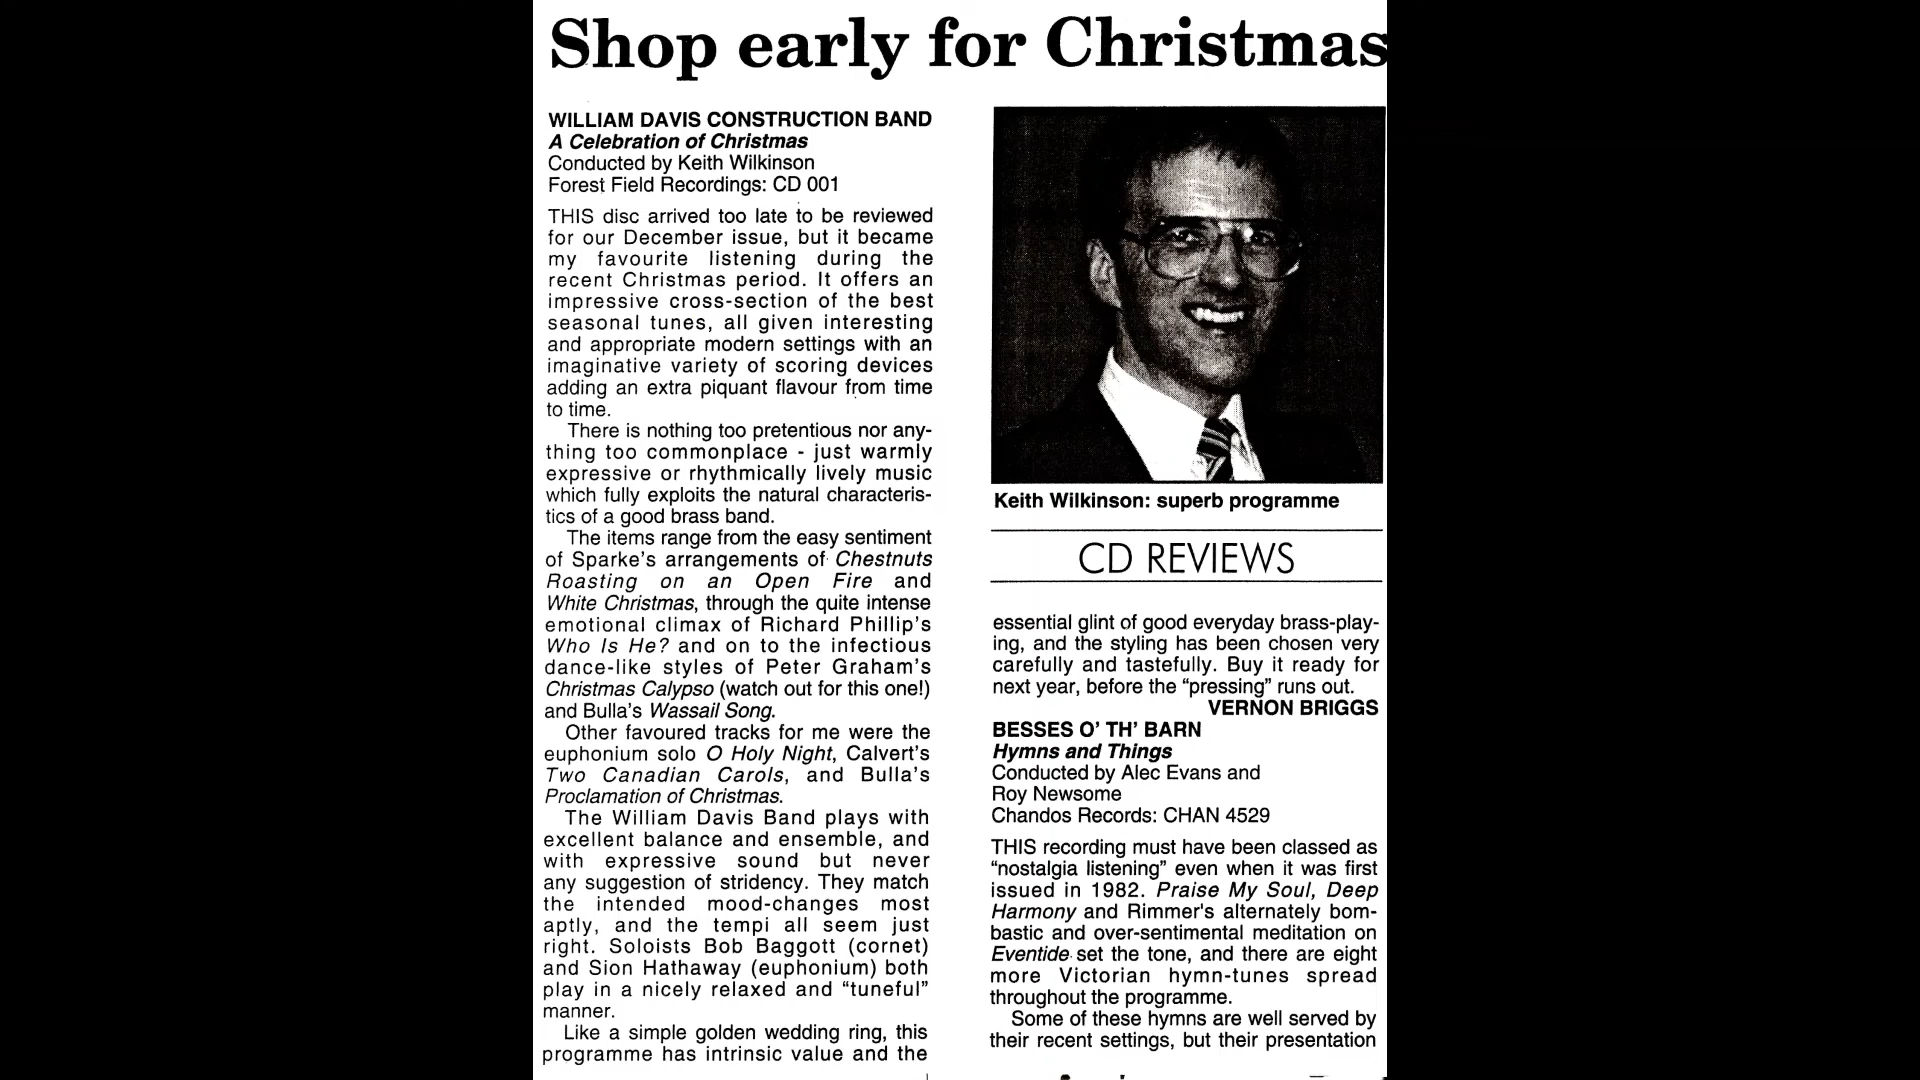 Shop early for Christmas
WILLIAM DAVIS CONSTRUCTION BAND
A Celebration of Christmas
Conducted by Keith Wilkinson
Forest Field Recordings: CD 001
THIS disc arrived too late to be reviewed
for our December issue, but it became
my favourite listening during the
recent Christmas period. It offers an
impressive cross-section of the best
seasonal tunes, all given interesting
and appropriate modern settings with an
imaginative variety of scoring devices
adding an extra piquant flavour from time
to time.
There is nothing too pretentious nor any-
thing too commonplace - just warmly
expressive or rhythmically lively music
which fully exploits the natural characteris-
tics of a good brass band.
The items range from the easy sentiment
of Sparke's arrangements of Chestnuts
Roasting on an Open Fire and
White Christmas, through the quite intense
emotional climax of Richard Phillip's
Who Is He? and on to the infectious
dance-like styles of Peter Graham's
Christmas Calypso (watch out for this one!)
and Bulla's Wassail Song.
Other favoured tracks for me were the
euphonium solo O Holy Night, Calvert's
Two Canadian Carols, and Bulla's
Proclamation of Christmas.
The William Davis Band plays with
excellent balance and ensemble, and
with expressive sound but never
any suggestion of stridency. They match
the intended mood-changes most
aptly, and the tempi all seem just
right. Soloists Bob Baggott (cornet)
and Sion Hathaway (euphonium) both
play in a nicely relaxed and “tuneful”
manner.
Like a simple golden wedding ring, this
programme has intrinsic value and the
Keith Wilkinson: superb programme
CD REVIEWS
essential glint of good everyday brass-play-
ing, and the styling has been chosen very
carefully and tastefully. Buy it ready for
next year, before the “pressing” runs out.
VERNON BRIGGS
BESSES O' TH' BARN
Hymns and Things
Conducted by Alec Evans and
Roy Newsome
Chandos Records: CHAN 4529
THIS recording must have been classed as
“nostalgia listening” even when it was first
issued in 1982. Praise My Soul, Deep
Harmony and Rimmer's alternately bom-
bastic and over-sentimental meditation on
Eventide set the tone, and there are eight
more Victorian hymn-tunes spread
throughout the programme.
Some of these hymns are well served by
their recent settings, but their presentation